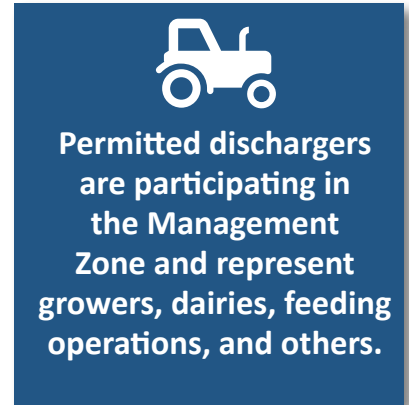 Permitted dischargers
are participating in
the Management
Zone and represent
growers, dairies, feeding
operations, and others.